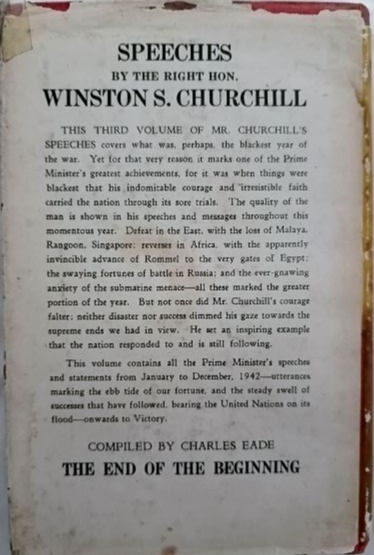 SPEECHES
BY THE RIGHT HON.
WINSTON S. CHURCHILL
THIS THIRD VOLUME OF MR. CHURCHILL'S
SPEECHES covers what was, perhaps, the blackest year of
the war. Yet for that very reason it marks one of the Prime
Minister's greatest achievements, for it was when things were
blackest that his indomitable courage and irresistible faith
carried the nation through its sore trials. The quality of the
man is shown in his speeches and messages throughout this
momentous year. Defeat in the East, with the loss of Malaya,
Rangoon, Singapore; reverses in Africa, with the apparently
invincible advance of Rommel to the very gates of Egypt;
the swaying fortunes of battle in Russia; and the ever-gnawing
anxiety of the submarine menace—all these marked the greater
portion of the year. But not once did Mr. Churchill's courage
falter; neither disaster nor success dimmed his gaze towards the
supreme ends we had in view. He set an inspiring example
that the nation responded to and is still following.
This volume contains all the Prime Minister's speeches
and statements from January to December, 1942—utterances
marking the ebb tide of our fortune, and the steady swell of
successes that have followed, bearing the United Nations on its
flood—onwards to Victory.
COMPILED BY CHARLES EADE
THE END OF THE BEGINNING